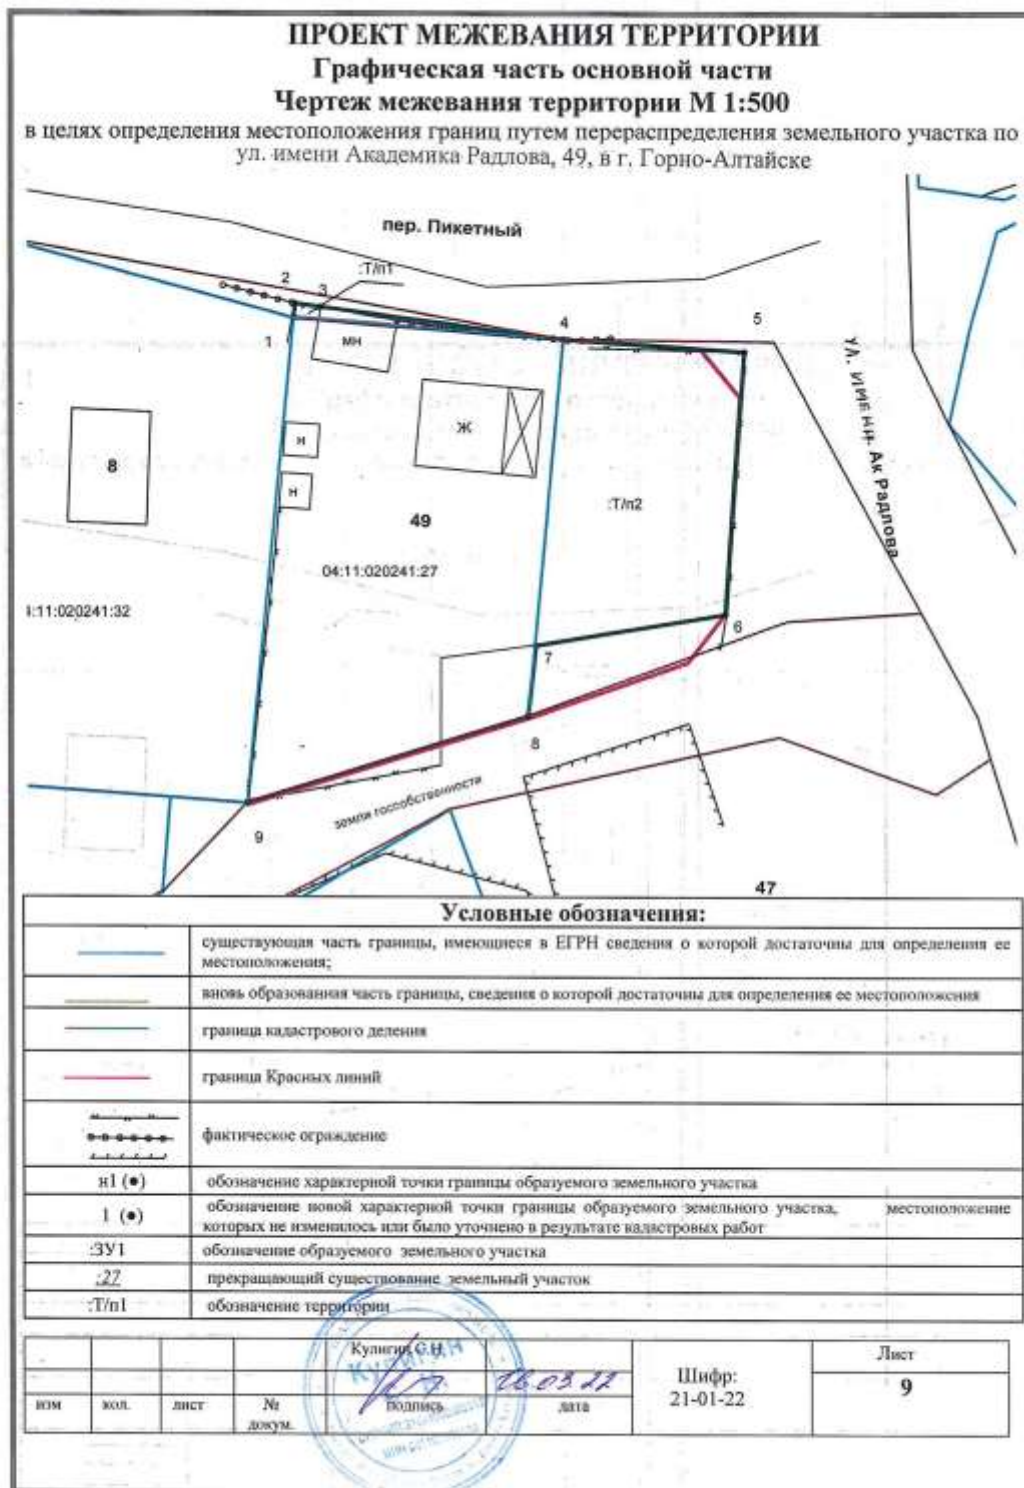 ПРОЕКТ МЕЖЕВАНИЯ ТЕРРИТОРИИ
Графическая часть основной части
Чертеж межевания территории М 1:500
в целях определения местоположения границ путем перераспределения земельного участка по
ул. имени Академика Радлова, 49, в г. Горно-Алтайске
пер. Пикетный
:Т/п1
2
3
1
4
5
мн
ул. имени Ак Радлова
Ж
8
н
н
:Т/п2
49
04:11:020241:27
:11:020241:32
6
7
8
земли госсобственности
9
47
Условные обозначения:
существующая часть границы, имеющиеся в ЕГРН сведения о которой достаточны для определения ее
местоположения;
вновь образованная часть границы, сведения о которой достаточны для определения ее местоположения
граница кадастрового деления
граница Красных линий
фактическое ограждение
н1 (●) обозначение характерной точки границы образуемого земельного участка
1 (●) обозначение новой характерной точки границы образуемого земельного участка, местоположение
которых не изменилось или было уточнено в результате кадастровых работ
:ЗУ1 обозначение образуемого земельного участка
:27 прекращающий существование земельный участок
:Т/п1 обозначение территории
Кулигин С.Н.
Кулигин
16.03.22
изм кол. лист № докум. подпись дата
Шифр:
21-01-22
Лист
9